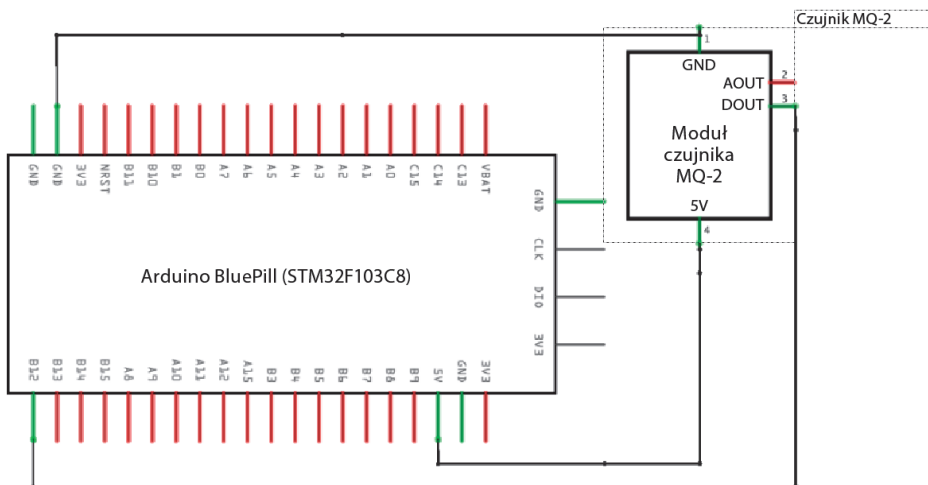 Czujnik MQ-2
1
GND
AOUT
2
DOUT
3
Moduł
czujnika
MQ-2
5V
4
GND
GND
3V3
NRST
B11
B10
B1
B0
A7
A6
A5
A4
A3
A2
A1
A0
C15
C14
C13
VBAT
GND
CLK
DIO
3V3
Arduino BluePill (STM32F103C8)
B12
B13
B14
B15
A8
A9
A10
A11
A12
A15
B3
B4
B5
B6
B7
B8
B9
5V
GND
3V3